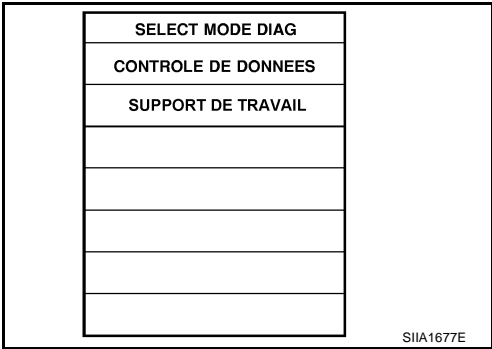 SELECT MODE DIAG
CONTROLE DE DONNEES
SUPPORT DE TRAVAIL
SIIA1677E